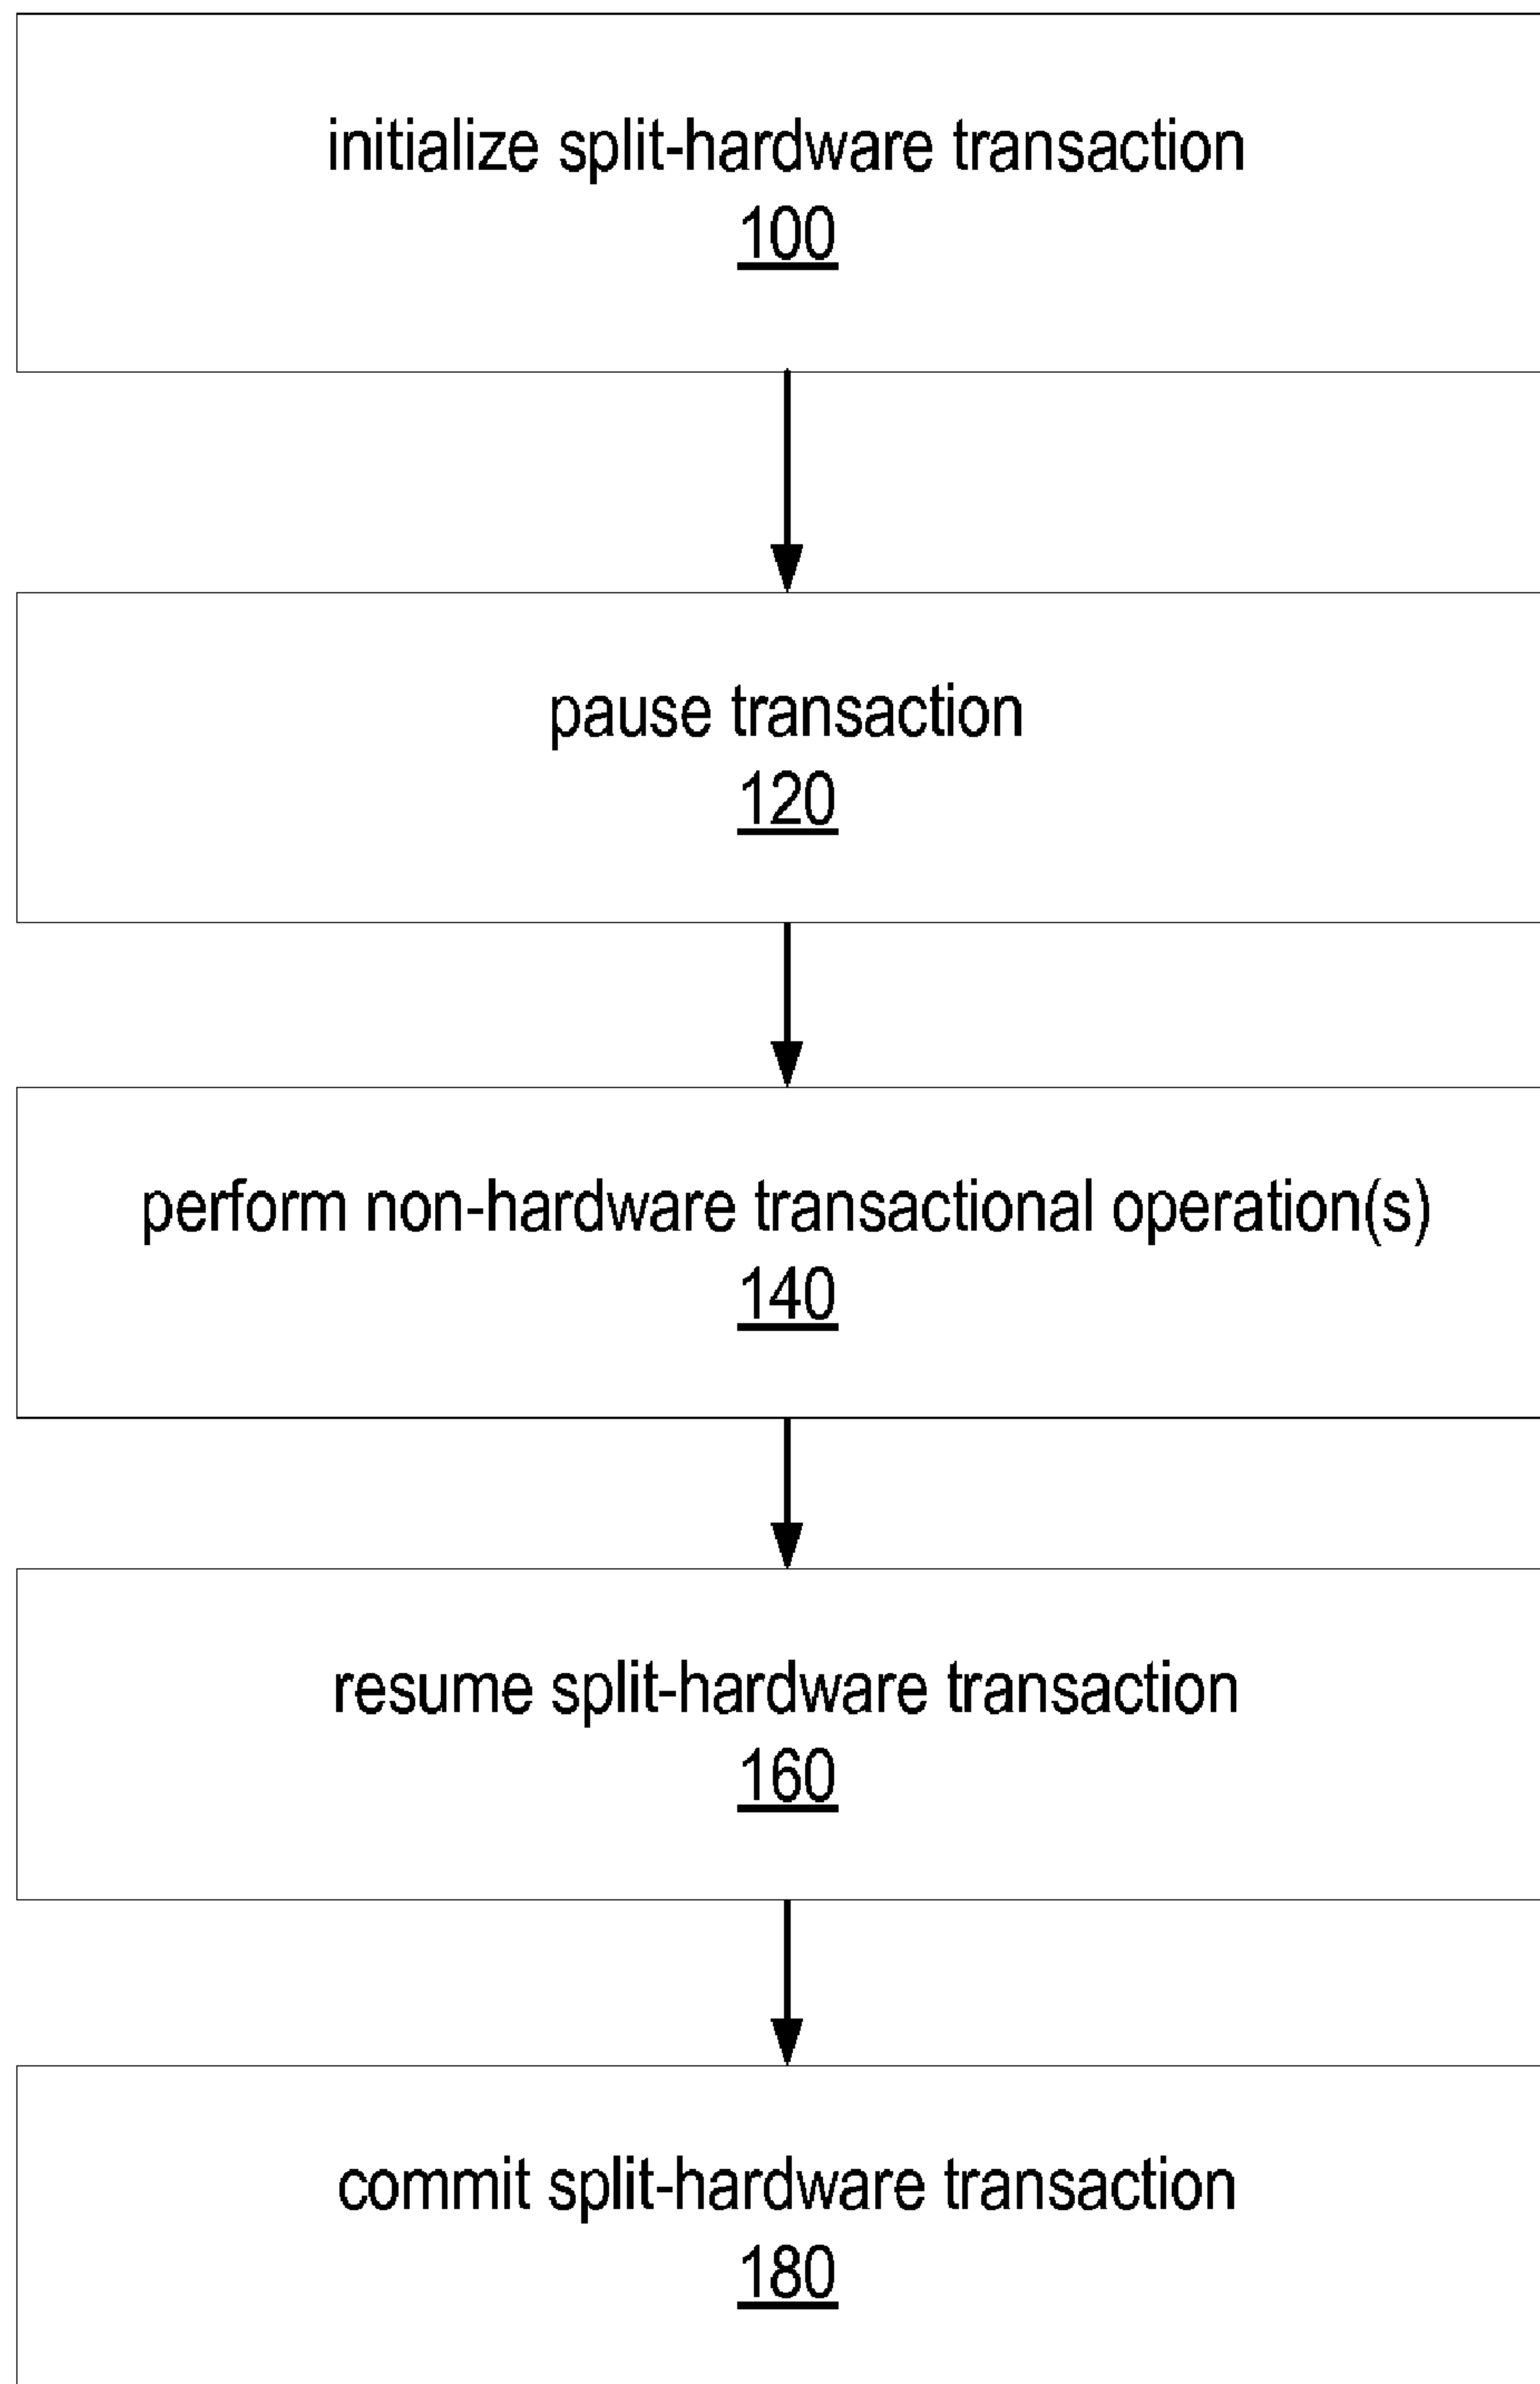 initialize split-hardware transaction
100
pause transaction
120
perform non-hardware transactional operation(s)
140
resume split-hardware transaction
160
commit split-hardware transaction
180